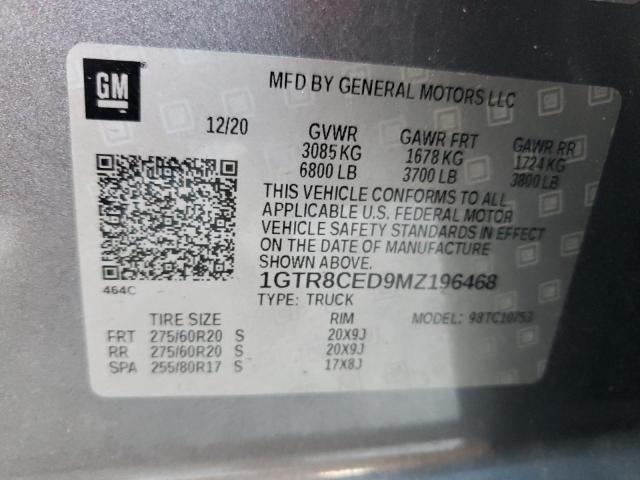 GM
MFD BY GENERAL MOTORS LLC
12/20
GVWR GAWR FRT GAWR RR
3085 KG 1678 KG 1724 KG
6800 LB 3700 LB 3800 LB
THIS VEHICLE CONFORMS TO ALL
APPLICABLE U.S. FEDERAL MOTOR
VEHICLE SAFETY STANDARDS IN EFFECT
ON THE DATE OF MANUFACTURE
SHOWN ABOVE.
464C
1GTR8CED9MZ196468
TYPE: TRUCK
TIRE SIZE RIM MODEL: 98TC10753
FRT 275/60R20 S 20X9J
RR 275/60R20 S 20X9J
SPA 255/80R17 S 17X8J